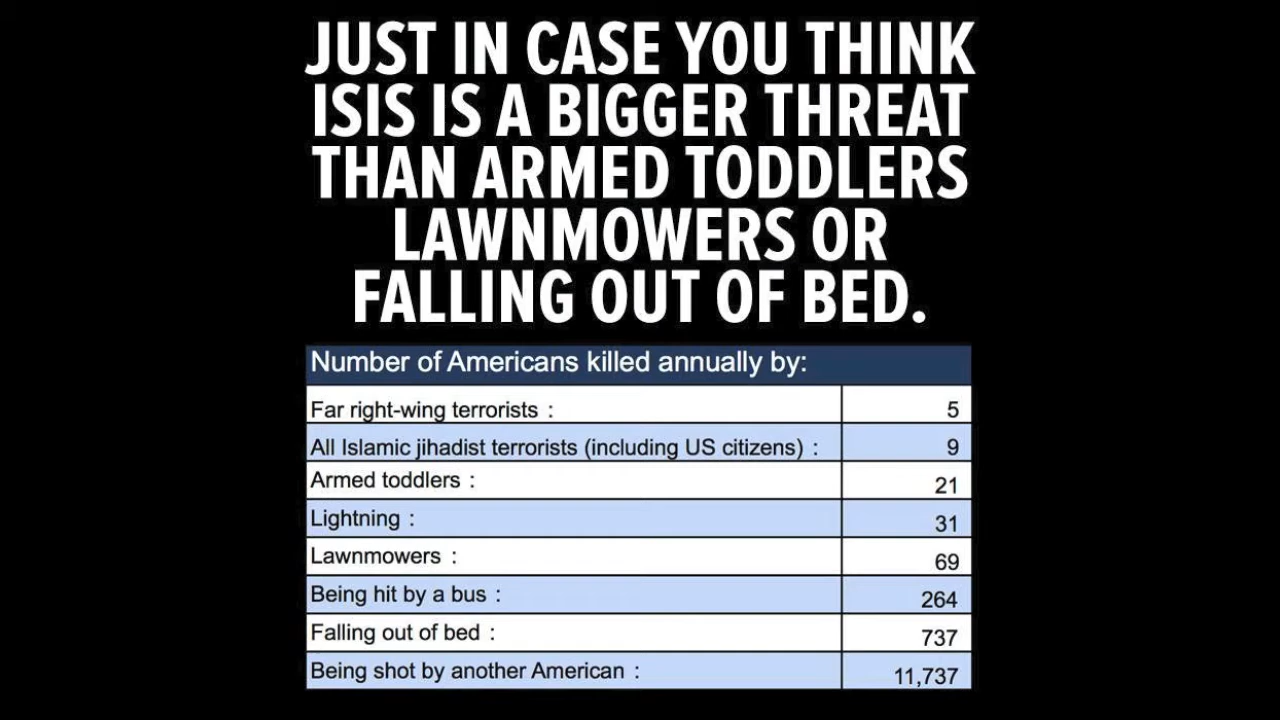 JUST IN CASE YOU THINK
ISIS IS A BIGGER THREAT
THAN ARMED TODDLERS
LAWNMOWERS OR
FALLING OUT OF BED.
Number of Americans killed annually by:
Far right-wing terrorists : 5
All Islamic jihadist terrorists (including US citizens) : 9
Armed toddlers : 21
Lightning : 31
Lawnmowers : 69
Being hit by a bus : 264
Falling out of bed : 737
Being shot by another American : 11,737